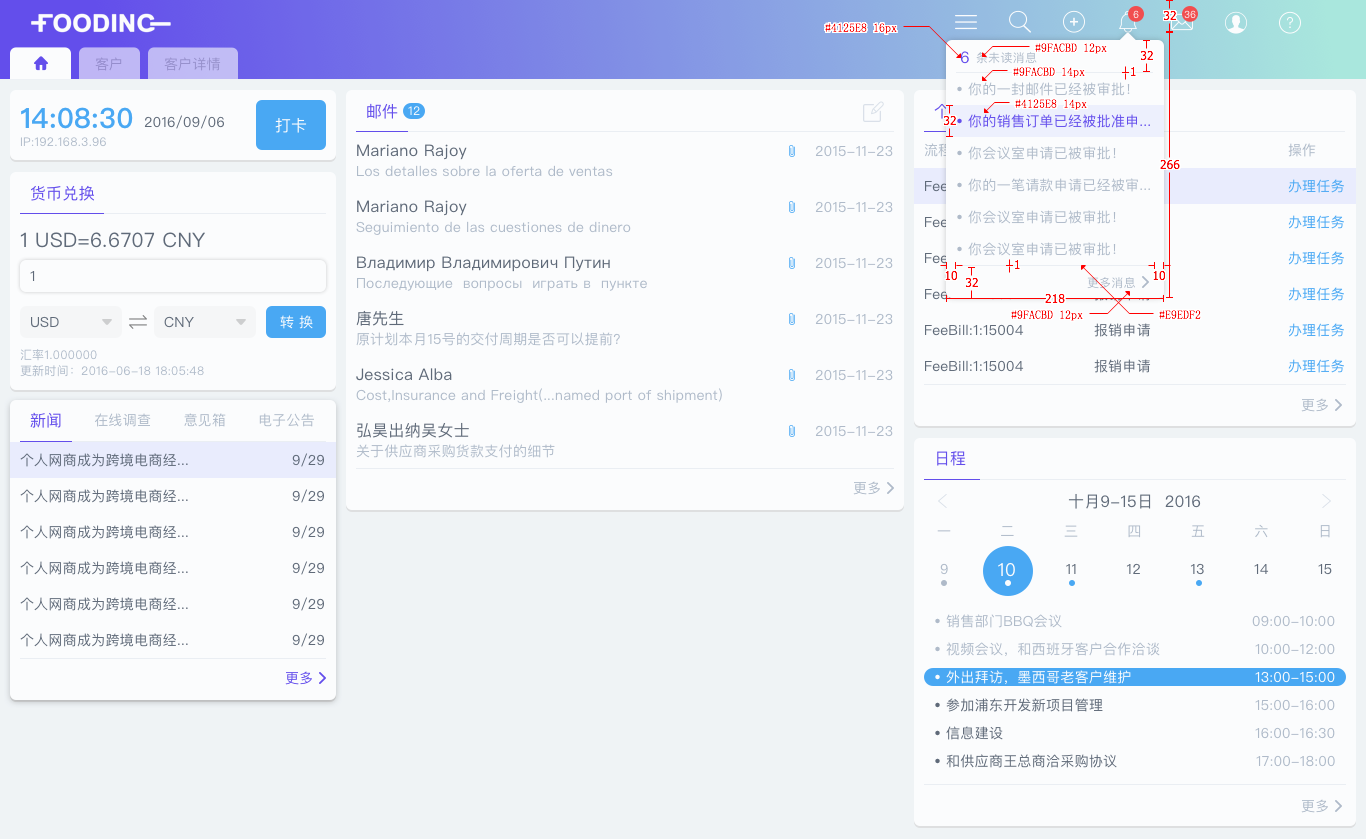 FOODINC
6
36
?
客户
客户详情
#4125E8 16px
32
6 条未读消息
#9FACBD 12px
32
#9FACBD 14px
1
• 你的一封邮件已经被审批!
#4125E8 14px
32
• 你的销售订单已经被批准申...
• 你会议室申请已被审批!
266
• 你的一笔请款申请已经被审...
• 你会议室申请已被审批!
• 你会议室申请已被审批!
1
10
32
10
更多消息
218
#9FACBD 12px
#E9EDF2
14:08:30 2016/09/06
IP:192.168.3.96
打卡
货币兑换
1 USD=6.6707 CNY
1
USD
CNY
转 换
汇率1.000000
更新时间：2016-06-18 18:05:48
新闻 在线调查 意见箱 电子公告
个人网商成为跨境电商经... 9/29
个人网商成为跨境电商经... 9/29
个人网商成为跨境电商经... 9/29
个人网商成为跨境电商经... 9/29
个人网商成为跨境电商经... 9/29
个人网商成为跨境电商经... 9/29
更多
邮件 12
Mariano Rajoy 2015-11-23
Los detalles sobre la oferta de ventas
Mariano Rajoy 2015-11-23
Seguimiento de las cuestiones de dinero
Владимир Владимирович Путин 2015-11-23
Последующие вопросы играть в пункте
唐先生 2015-11-23
原计划本月15号的交付周期是否可以提前?
Jessica Alba 2015-11-23
Cost,Insurance and Freight(...named port of shipment)
弘昊出纳吴女士 2015-11-23
关于供应商采购货款支付的细节
更多
个
流程 操作
Fee 办理任务
Fee 办理任务
Fee 办理任务
Fee 办理任务
FeeBill:1:15004 报销申请 办理任务
FeeBill:1:15004 报销申请 办理任务
更多
日程
十月9-15日 2016
一 二 三 四 五 六 日
9 10 11 12 13 14 15
• 销售部门BBQ会议 09:00-10:00
• 视频会议，和西班牙客户合作洽谈 10:00-12:00
• 外出拜访，墨西哥老客户维护 13:00-15:00
• 参加浦东开发新项目管理 15:00-16:00
• 信息建设 16:00-16:30
• 和供应商王总商洽采购协议 17:00-18:00
更多